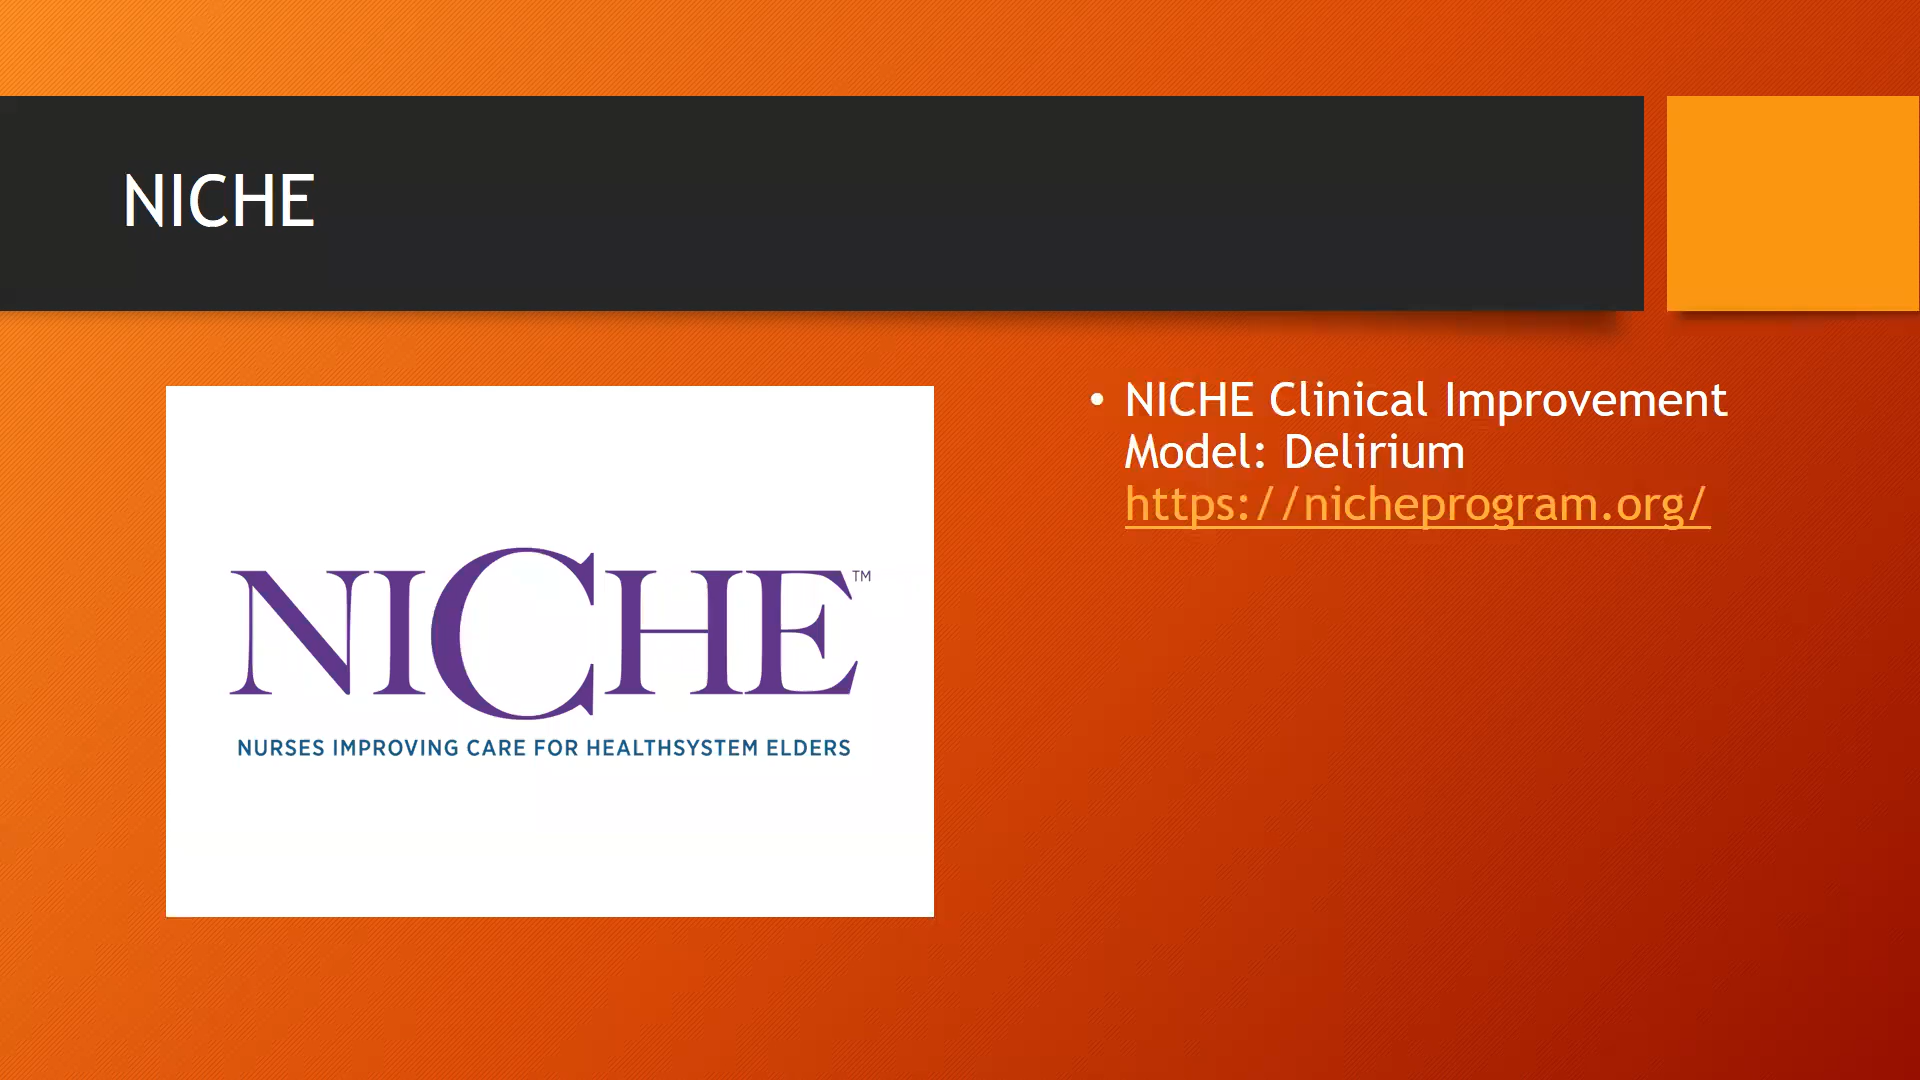 NICHE
NICHE™
NURSES IMPROVING CARE FOR HEALTHSYSTEM ELDERS
• NICHE Clinical Improvement
Model: Delirium
https://nicheprogram.org/